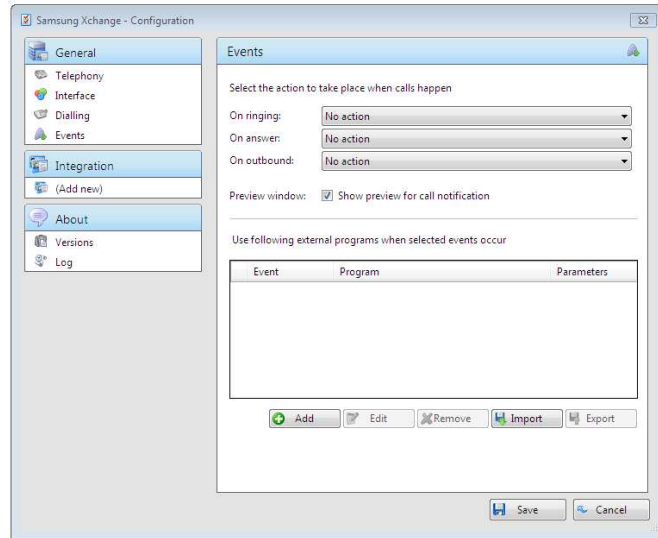 Samsung Xchange - Configuration
General
Telephony
Interface
Dialling
Events
Integration
(Add new)
About
Versions
Log
Events
Select the action to take place when calls happen
On ringing: No action
On answer: No action
On outbound: No action
Preview window: Show preview for call notification
Use following external programs when selected events occur
Event Program Parameters
Add Edit Remove Import Export
Save Cancel